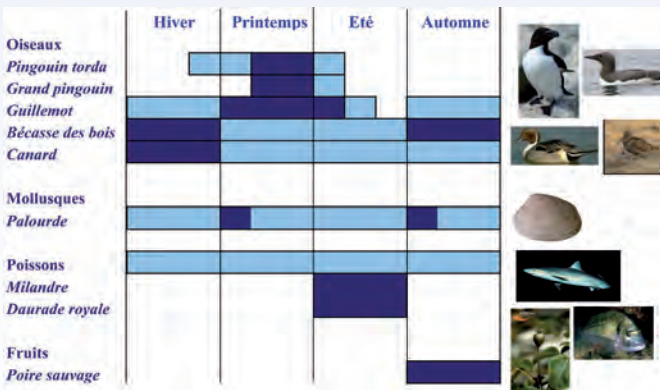 Hiver Printemps Eté Automne
Oiseaux
Pingouin torda
Grand pingouin
Guillemot
Bécasse des bois
Canard
Mollusques
Palourde
Poissons
Milandre
Daurade royale
Fruits
Poire sauvage